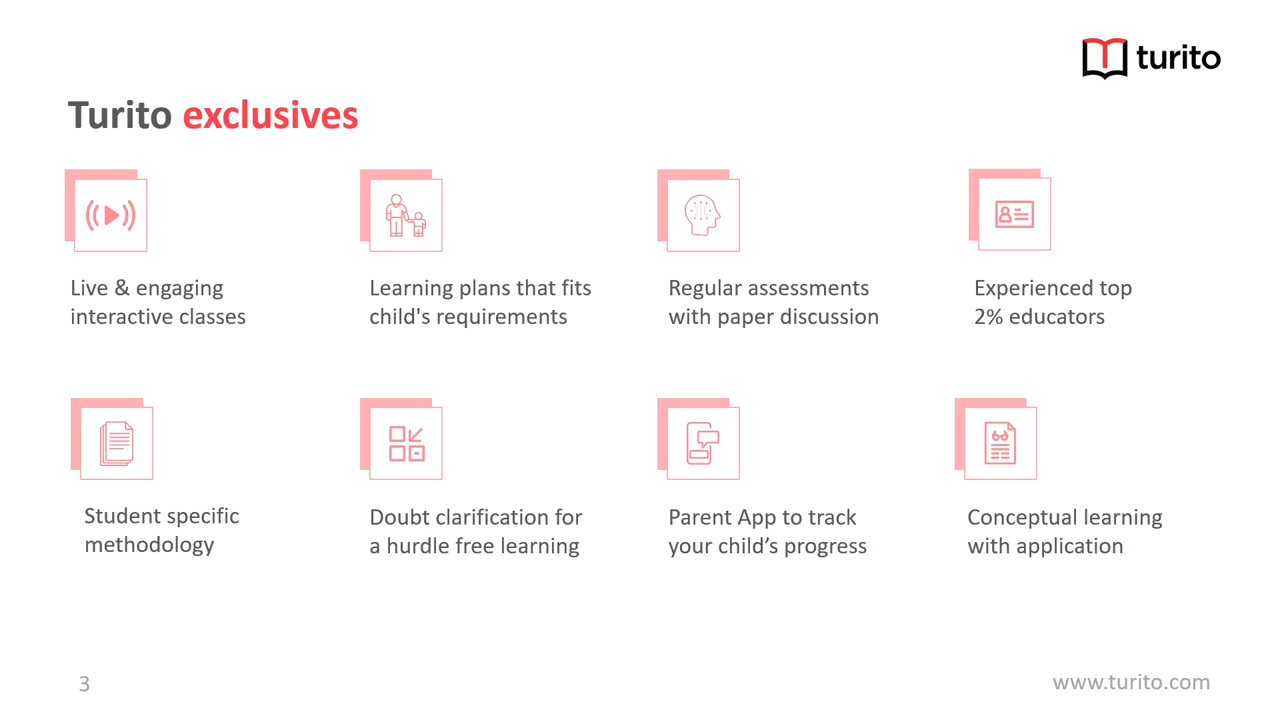 turito
Turito exclusives
Live & engaging
interactive classes
Learning plans that fits
child's requirements
Regular assessments
with paper discussion
Experienced top
2% educators
Student specific
methodology
Doubt clarification for
a hurdle free learning
Parent App to track
your child’s progress
Conceptual learning
with application
3
www.turito.com